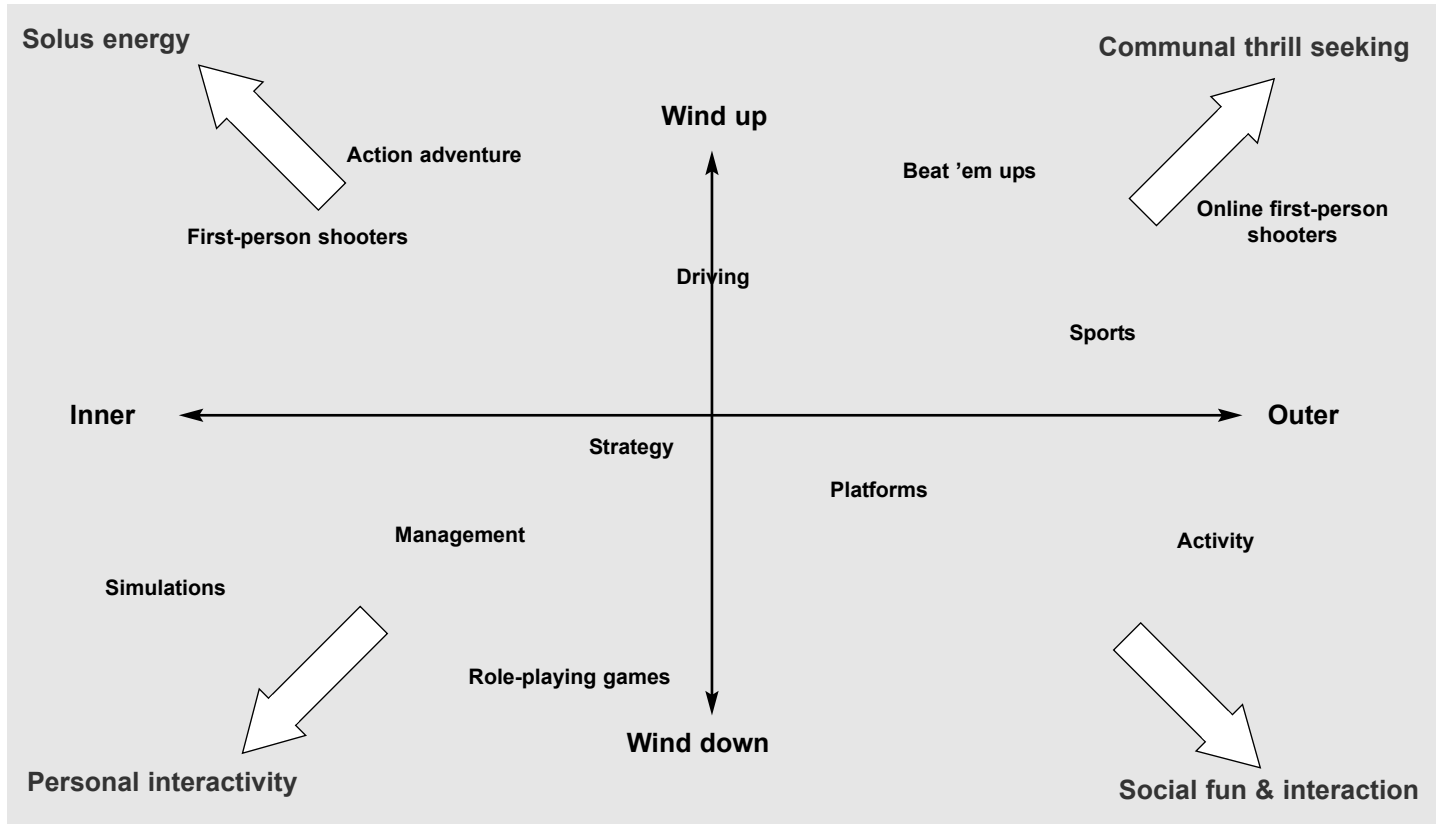 Solus energy
Communal thrill seeking
Wind up
Action adventure
Beat ’em ups
Online first-person
shooters
First-person shooters
Driving
Sports
Inner
Outer
Strategy
Platforms
Management
Activity
Simulations
Role-playing games
Wind down
Personal interactivity
Social fun & interaction